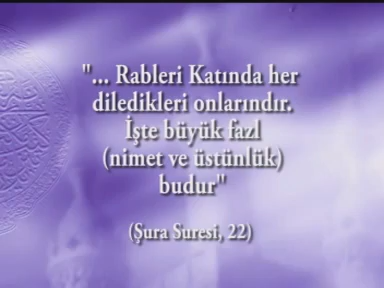 "... Rableri Katında her
diledikleri onlarındır.
İşte büyük fazl
(nimet ve üstünlük)
budur"
(Şura Suresi, 22)